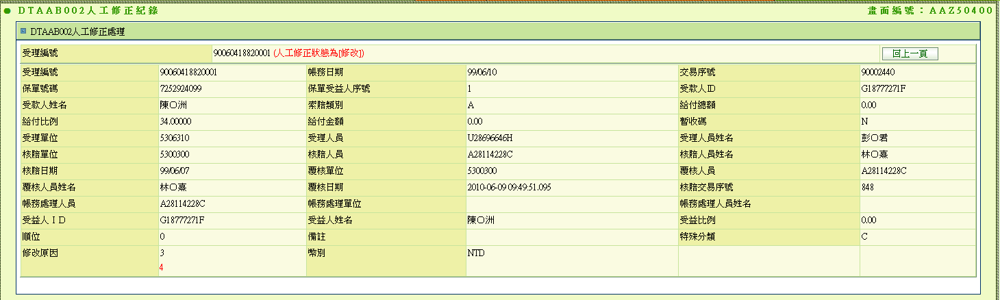 DTAAB002人工修正紀錄 畫面編號：AAZ50400
DTAAB002人工修正處理
受理編號 90060418820001 (人工修正狀態為[修改]) 回上一頁
受理編號 90060418820001 帳務日期 99/06/10 交易序號 90002440
保單號碼 7252924099 保單受益人序號 1 受款人ID G18777271F
受款人姓名 陳○洲 索賠類別 A 給付總額 0.00
給付比例 34.00000 給付金額 0.00 暫收碼 N
受理單位 5306310 受理人員 U28696646H 受理人員姓名 彭○君
核賠單位 5300300 核賠人員 A28114228C 核賠人員姓名 林○熹
核賠日期 99/06/07 覆核單位 5300300 覆核人員 A28114228C
覆核人員姓名 林○熹 覆核日期 2010-06-09 09:49:51.095 核賠交易序號 848
帳務處理人員 A28114228C 帳務處理單位 帳務處理人員姓名
受益人ＩＤ G18777271F 受益人姓名 陳○洲 受益比例 0.00
順位 0 備註 特殊分類 C
修改原因 3 幣別 NTD
4